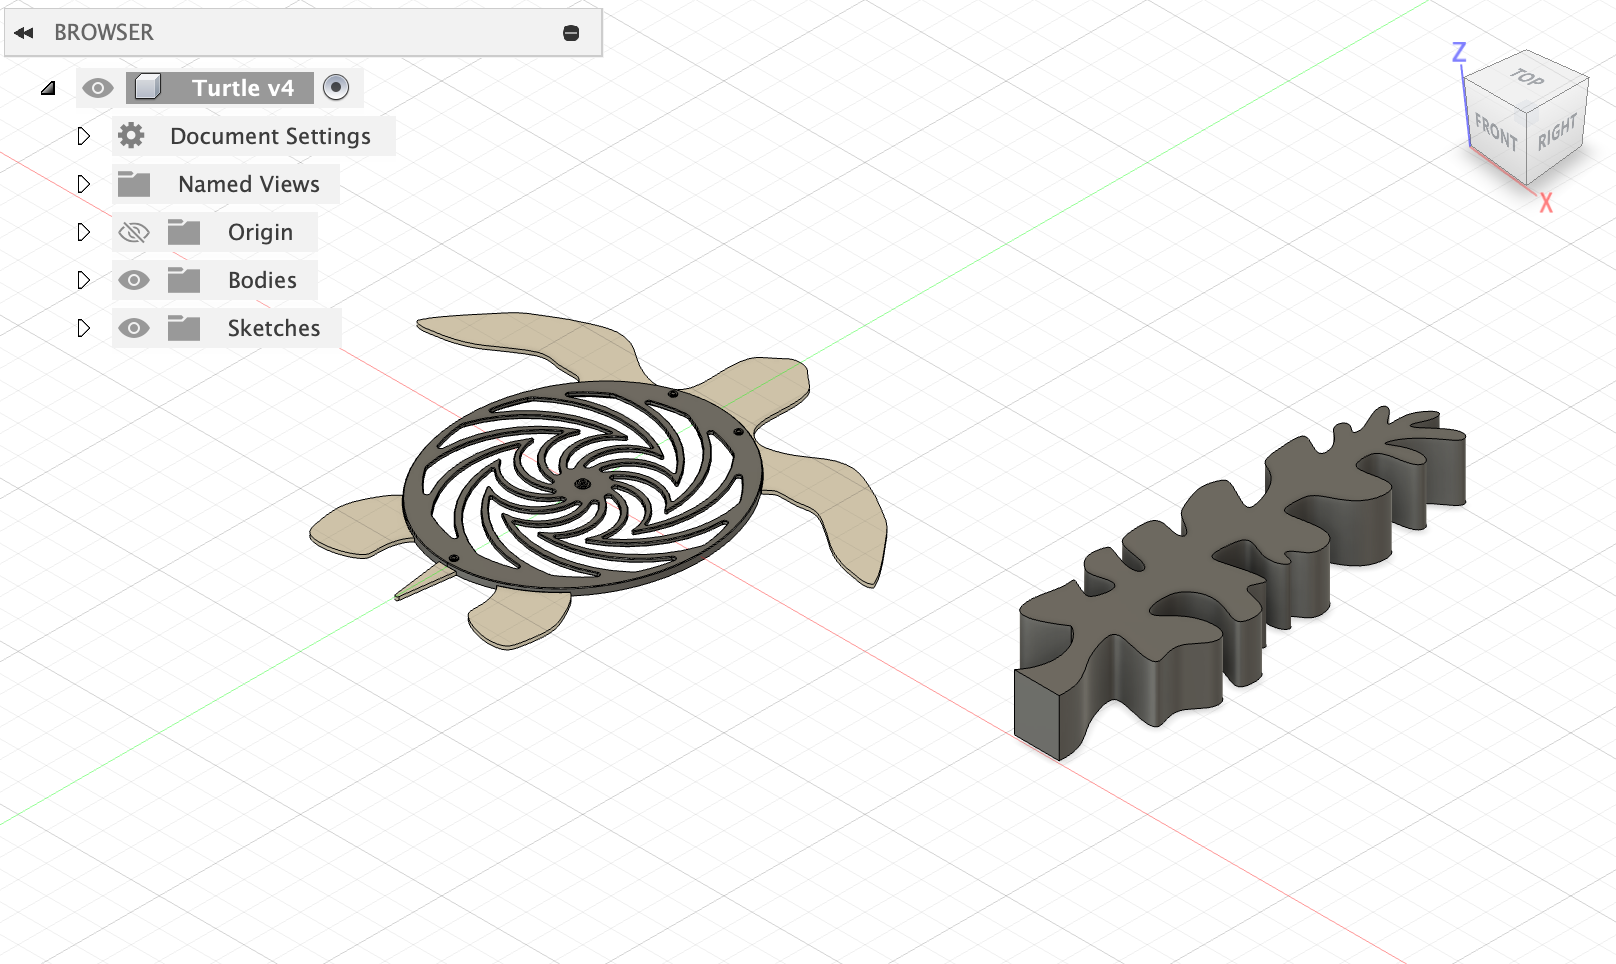 BROWSER
Turtle v4
Document Settings
Named Views
Origin
Bodies
Sketches
Z
TOP
FRONT
RIGHT
X